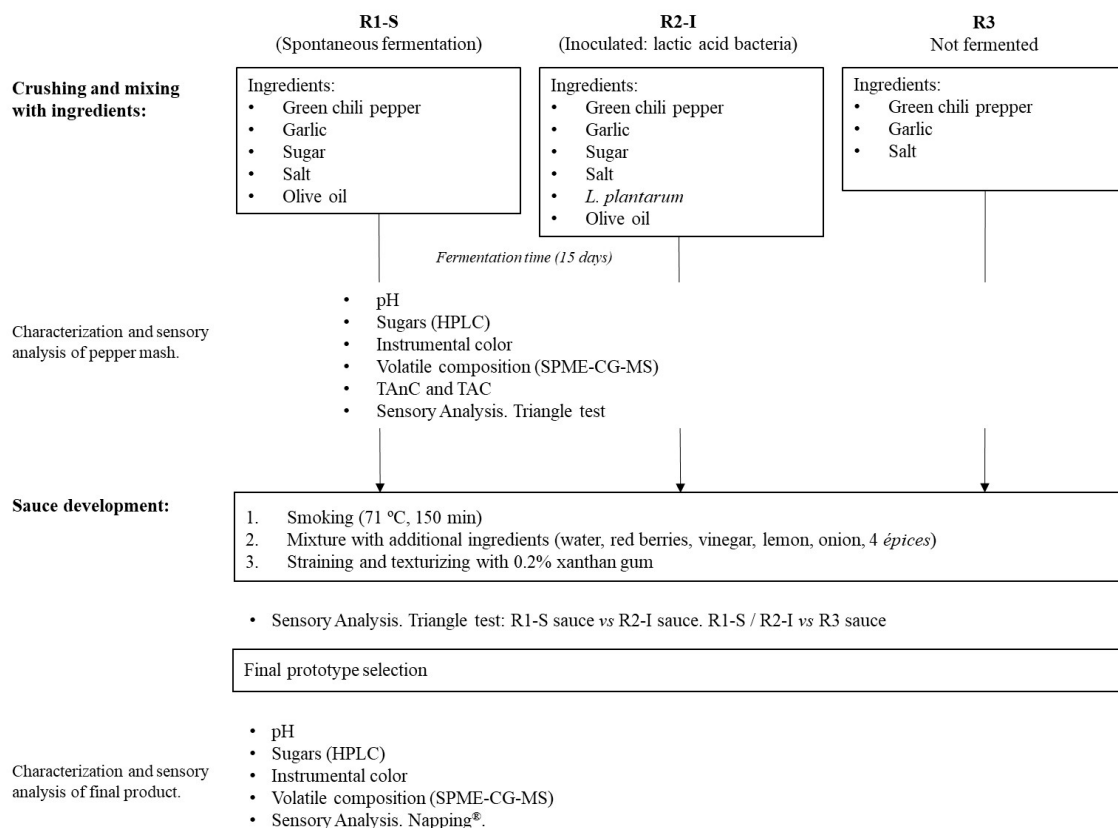 R1-S
(Spontaneous fermentation)
R2-I
(Inoculated: lactic acid bacteria)
R3
Not fermented
Crushing and mixing
with ingredients:
Ingredients:
• Green chili pepper
• Garlic
• Sugar
• Salt
• Olive oil
Ingredients:
• Green chili pepper
• Garlic
• Sugar
• Salt
• L. plantarum
• Olive oil
Ingredients:
• Green chili prepper
• Garlic
• Salt
Fermentation time (15 days)
Characterization and sensory
analysis of pepper mash.
• pH
• Sugars (HPLC)
• Instrumental color
• Volatile composition (SPME-CG-MS)
• TAnC and TAC
• Sensory Analysis. Triangle test
Sauce development:
1. Smoking (71 ºC, 150 min)
2. Mixture with additional ingredients (water, red berries, vinegar, lemon, onion, 4 épices)
3. Straining and texturizing with 0.2% xanthan gum
• Sensory Analysis. Triangle test: R1-S sauce vs R2-I sauce. R1-S / R2-I vs R3 sauce
Final prototype selection
Characterization and sensory
analysis of final product.
• pH
• Sugars (HPLC)
• Instrumental color
• Volatile composition (SPME-CG-MS)
• Sensory Analysis. Napping®.